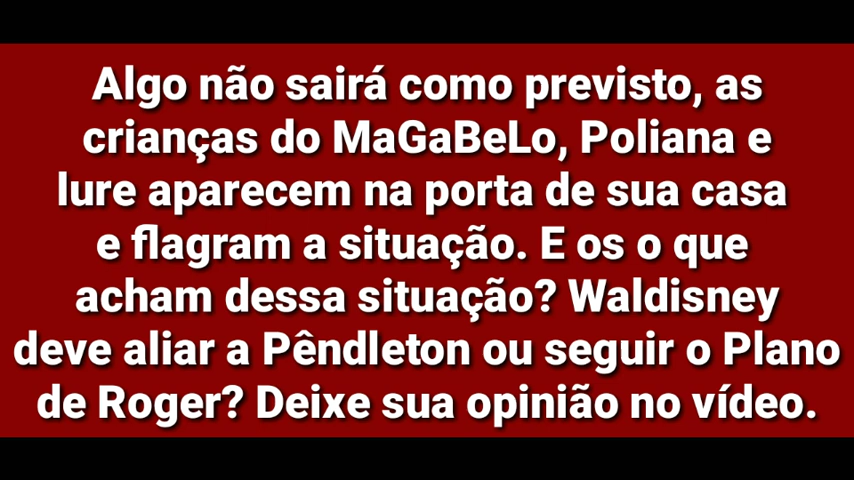 Algo não sairá como previsto, as
crianças do MaGaBeLo, Poliana e
Iure aparecem na porta de sua casa
e flagram a situação. E os o que
acham dessa situação? Waldisney
deve aliar a Pêndleton ou seguir o Plano
de Roger? Deixe sua opinião no vídeo.